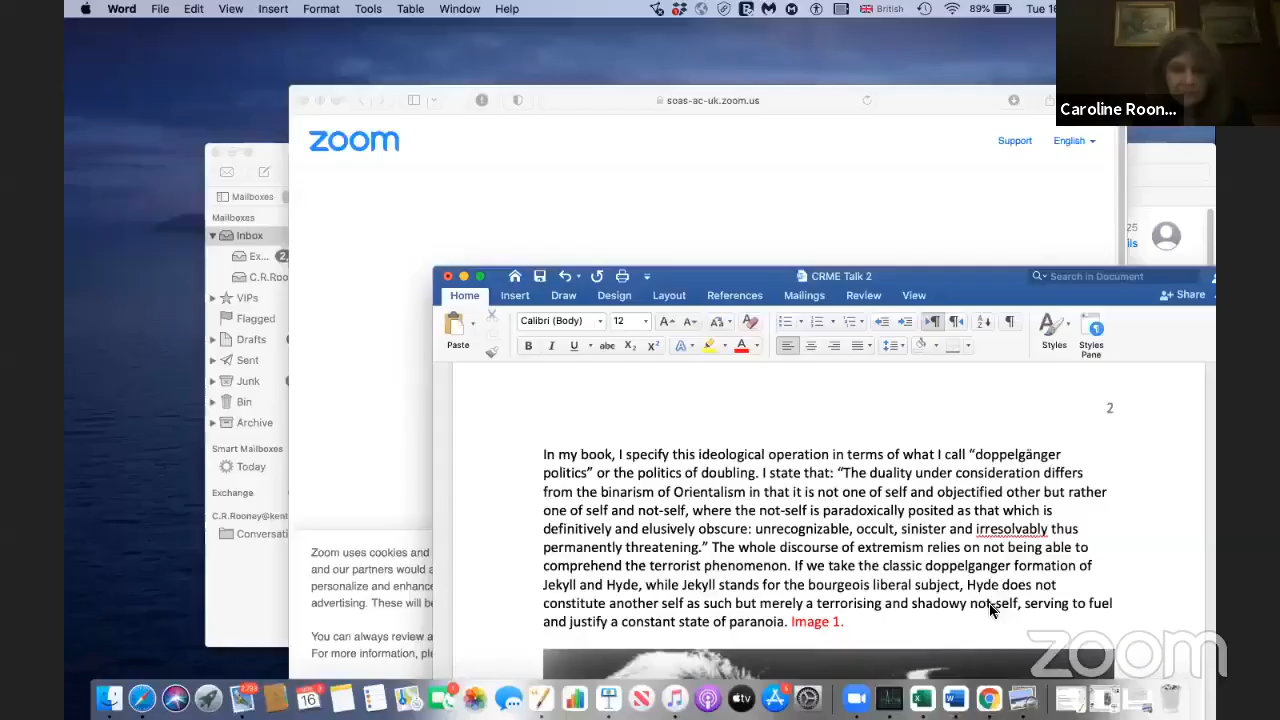 Word File Edit View Insert Format Tools Table Window Help
British 89% Tue 16
Caroline Roon...
soas-ac-uk.zoom.us
zoom
Support English
Mailboxes
Mailboxes
Inbox
Ex... 2
C.R.Roo
VIPs
Flagged
Drafts
Sent
Junk
Bin
Archive
Smart Mailboxes
Today
Exchange
C.R.Rooney@kent
Conversati
25
lis
CRME Talk 2
Search in Document
Home Insert Draw Design Layout References Mailings Review View
Share
Paste
Calibri (Body) 12
Styles
Styles
Pane
2
In my book, I specify this ideological operation in terms of what I call “doppelgänger
politics” or the politics of doubling. I state that: “The duality under consideration differs
from the binarism of Orientalism in that it is not one of self and objectified other but rather
one of self and not-self, where the not-self is paradoxically posited as that which is
definitively and elusively obscure: unrecognizable, occult, sinister and irresolvably thus
permanently threatening.” The whole discourse of extremism relies on not being able to
comprehend the terrorist phenomenon. If we take the classic doppelganger formation of
Jekyll and Hyde, while Jekyll stands for the bourgeois liberal subject, Hyde does not
constitute another self as such but merely a terrorising and shadowy not-self, serving to fuel
and justify a constant state of paranoia. Image 1.
Zoom uses cookies and
and our partners would a
personalize and enhance
advertising. These will be
You can always review a
For more information, ple
zoom
16
tv